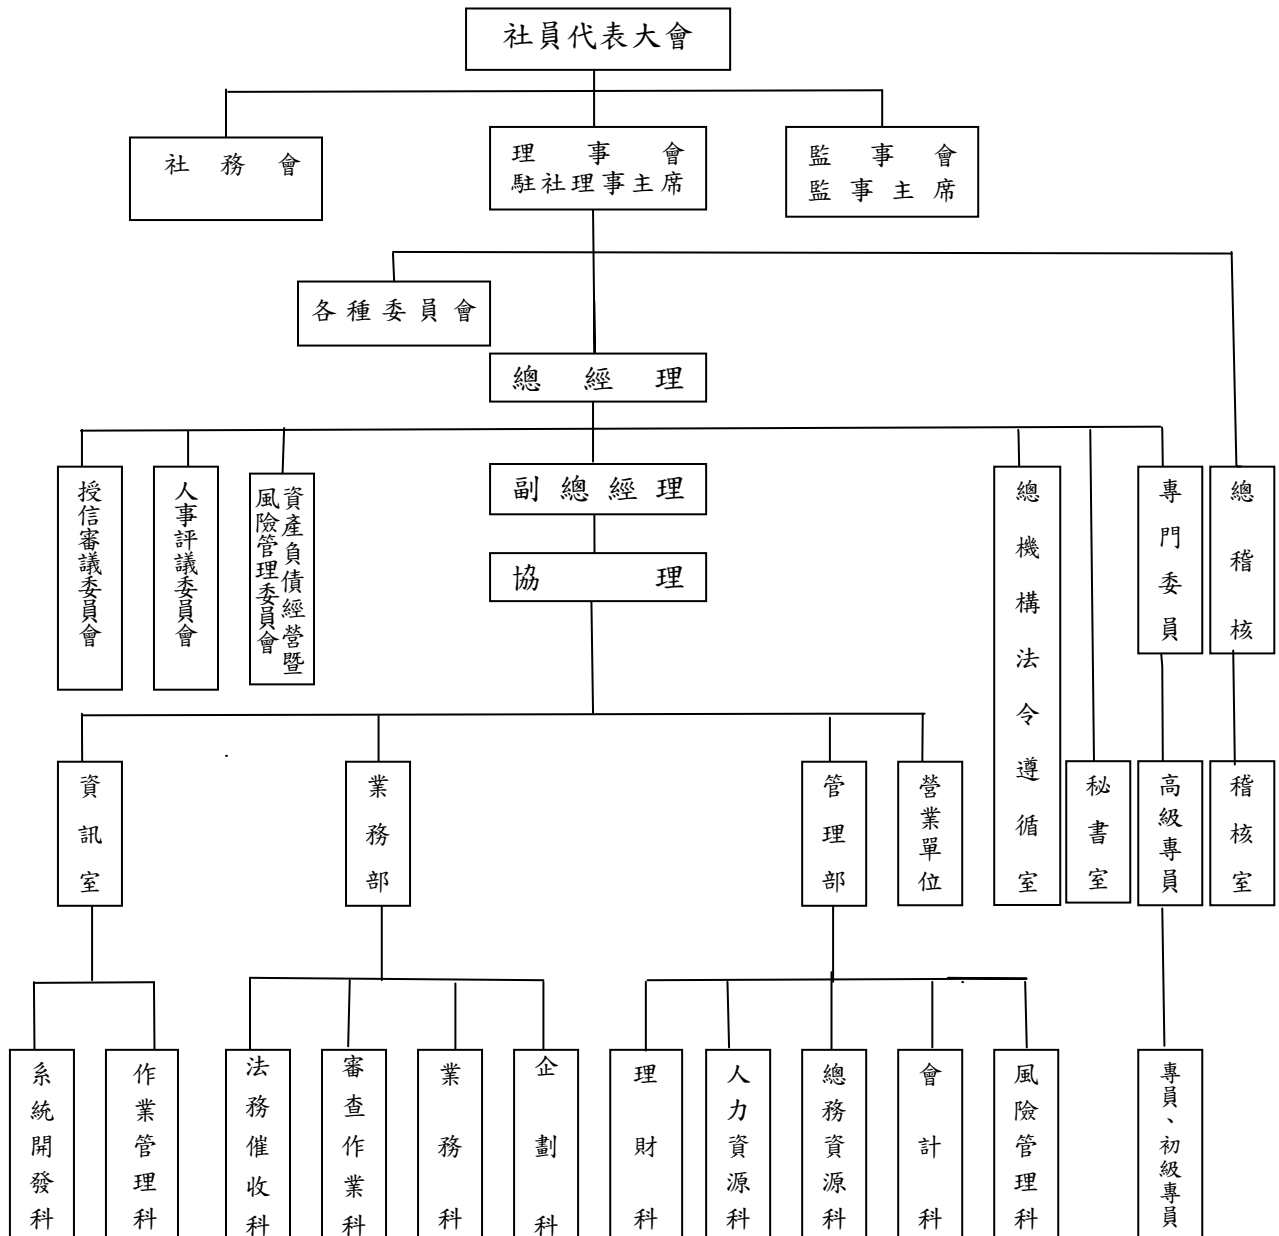 社員代表大會
社務會
理事會
駐社理事主席
監事會
監事主席
各種委員會
總經理
授信審議委員會
人事評議委員會
資產負債經營暨
風險管理委員會
副總經理
協理
總機構法令遵循室
專門委員
總稽核
資訊室
業務部
管理部
營業單位
秘書室
高級專員
稽核室
系統開發科
作業管理科
法務催收科
審查作業科
業務科
企劃科
理財科
人力資源科
總務資源科
會計科
風險管理科
專員、初級專員